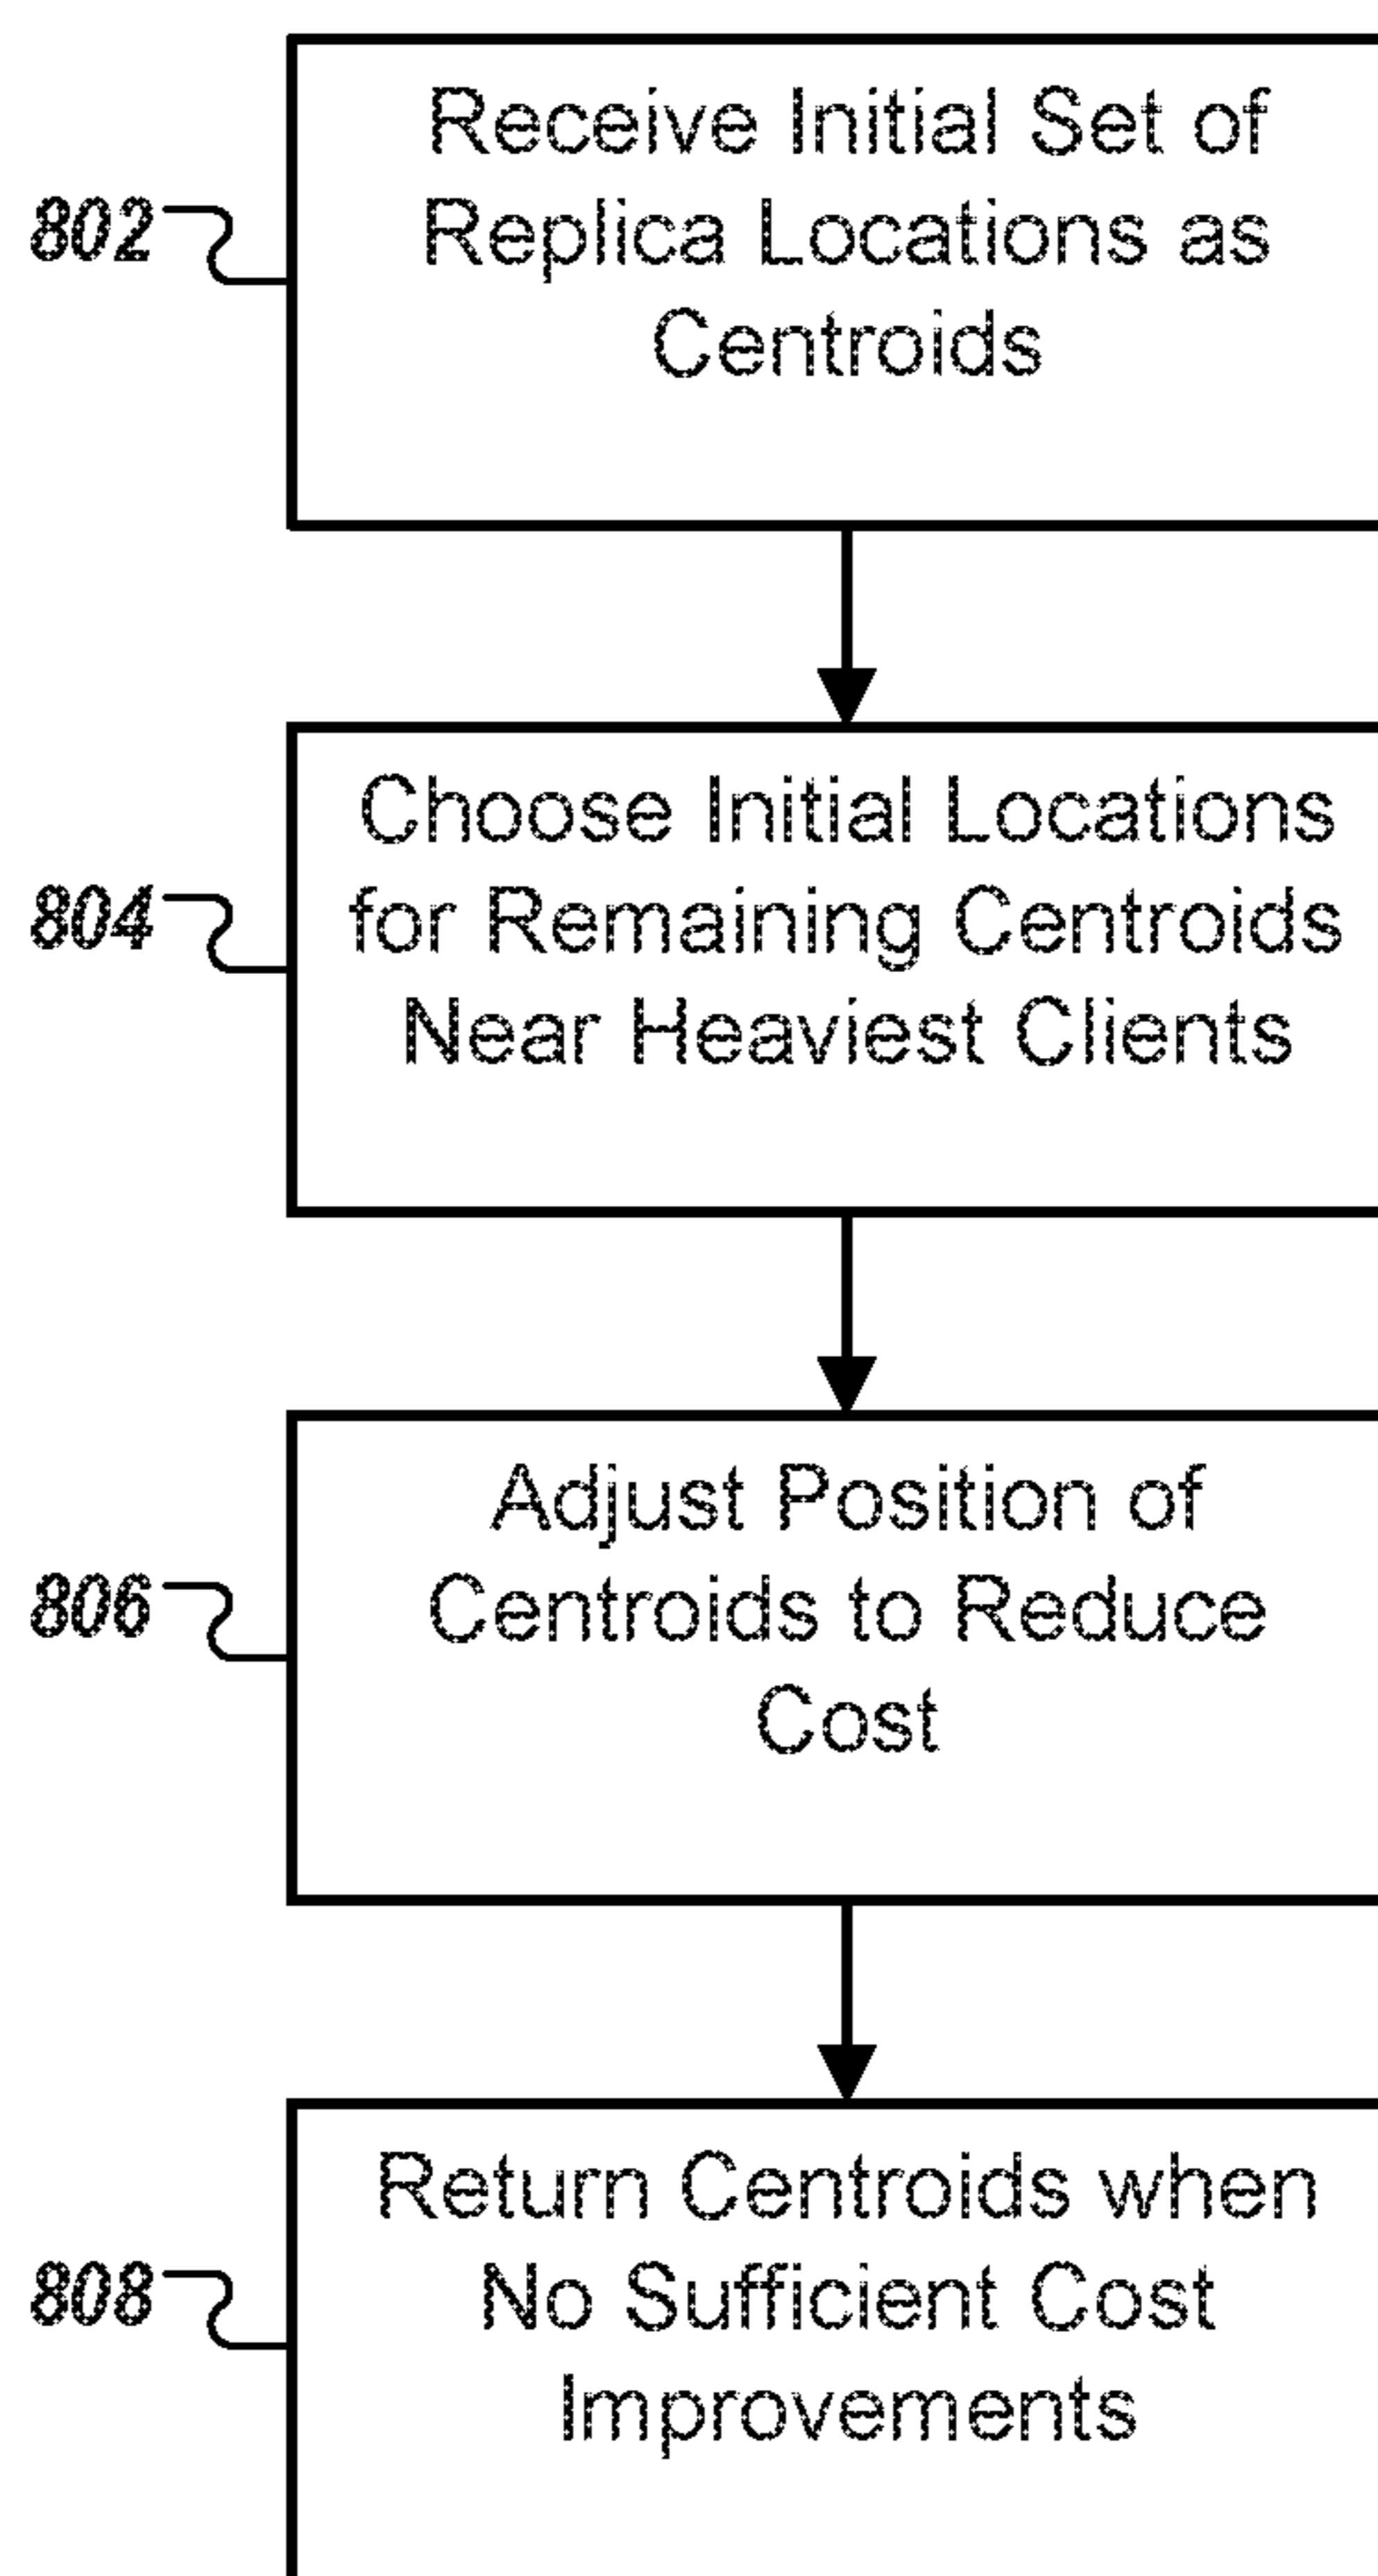 Receive Initial Set of
Replica Locations as
Centroids
802
Choose Initial Locations
for Remaining Centroids
Near Heaviest Clients
804
Adjust Position of
Centroids to Reduce
Cost
806
Return Centroids when
No Sufficient Cost
Improvements
808